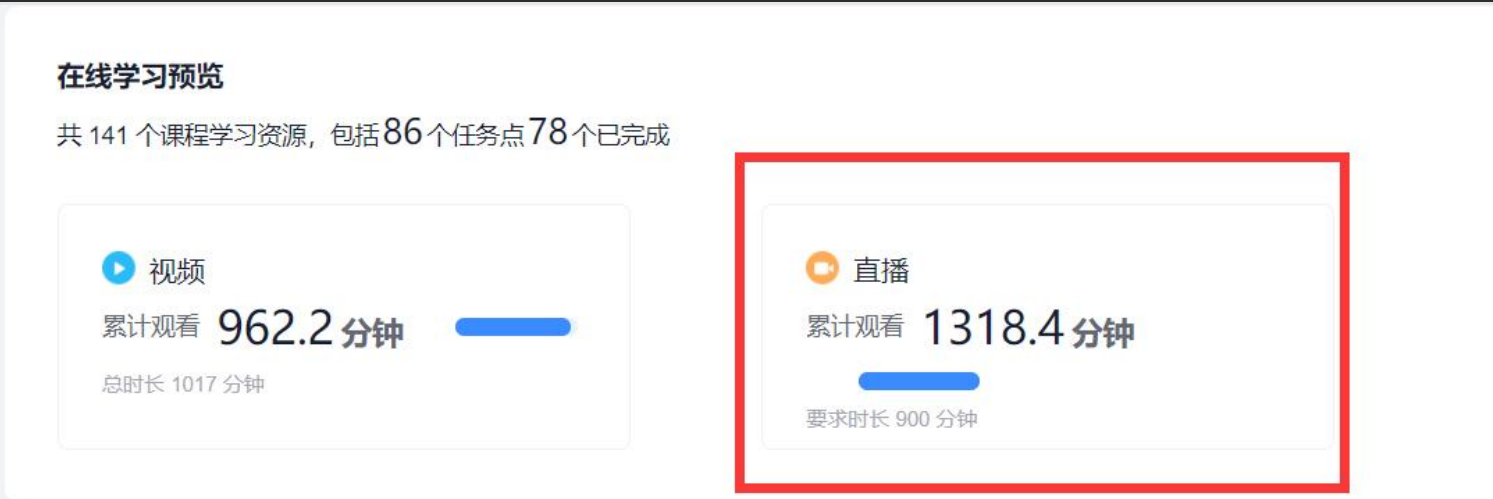 在线学习预览
共 141 个课程学习资源，包括86个任务点78个已完成
视频
累计观看 962.2 分钟
总时长 1017 分钟
直播
累计观看 1318.4 分钟
要求时长 900 分钟